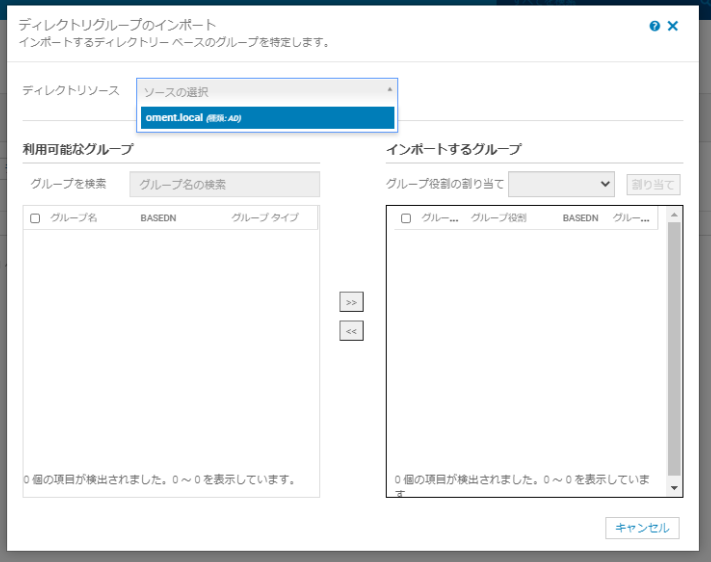 ディレクトリグループのインポート
インポートするディレクトリー ベースのグループを特定します。
ディレクトリソース
ソースの選択
oment.local (種類: AD)
利用可能なグループ
インポートするグループ
グループを検索
グループ名の検索
グループ役割の割り当て
割り当て
グループ名 BASEDN グループ タイプ
グルー... グループ役割 BASEDN グルー...
>>
<<
0 個の項目が検出されました。0 ～ 0 を表示しています。
0 個の項目が検出されました。0 ～ 0 を表示していま
す
キャンセル